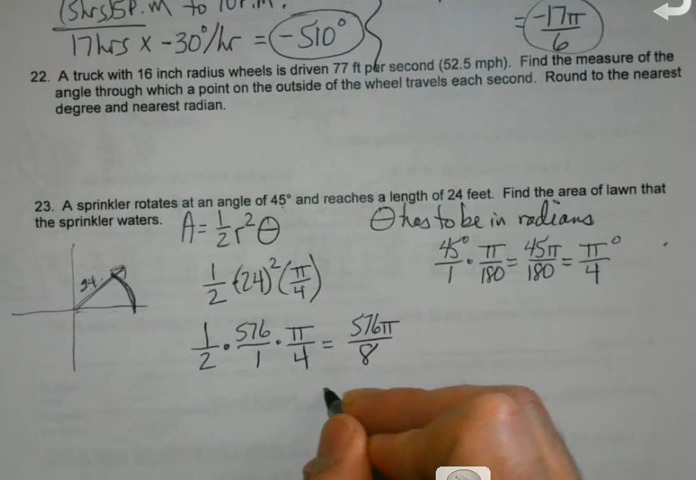 (5hrs) 5P.M to 10P.M.
17hrs x -30°/hr = -510°
= -17π/6
22. A truck with 16 inch radius wheels is driven 77 ft per second (52.5 mph). Find the measure of the
angle through which a point on the outside of the wheel travels each second. Round to the nearest
degree and nearest radian.
23. A sprinkler rotates at an angle of 45° and reaches a length of 24 feet. Find the area of lawn that
the sprinkler waters.
A = 1/2 r²θ
θ has to be in radians
45°/1 · π/180 = 45π/180 = π/4°
24
1/2 (24)² (π/4)
1/2 · 576/1 · π/4 = 576π/8